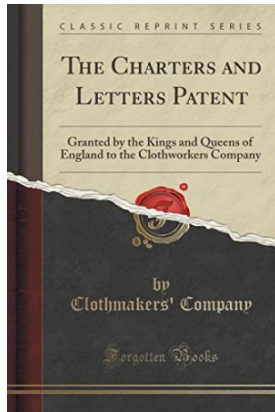 CLASSIC REPRINT SERIES
THE CHARTERS AND
LETTERS PATENT
Granted by the Kings and Queens of
England to the Clothworkers Company
by
Clothmakers' Company
Forgotten Books